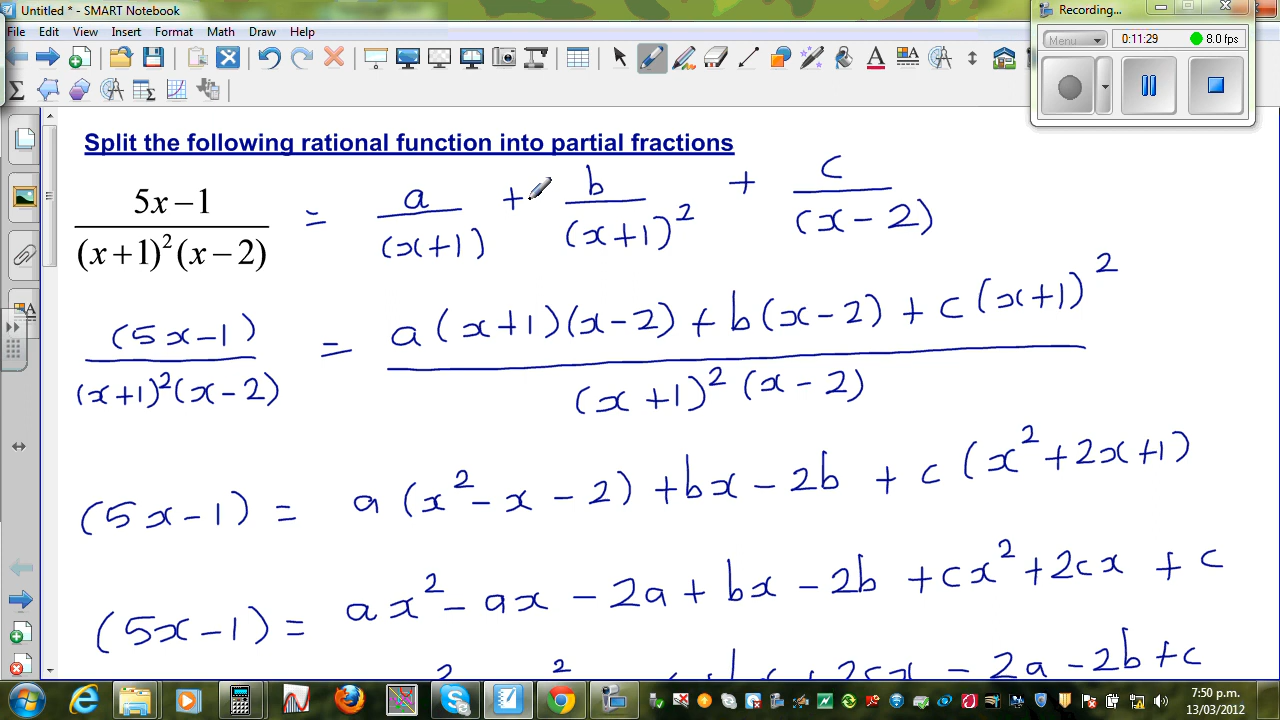 Untitled * - SMART Notebook
Recording...
File Edit View Insert Format Math Draw Help
Menu 0:11:29 8.0 fps
Split the following rational function into partial fractions
5x-1/(x+1)²(x-2) = a/(x+1) + b/(x+1)² + c/(x-2)
(5x-1)/(x+1)²(x-2) = a(x+1)(x-2)+b(x-2)+c(x+1)²/(x+1)²(x-2)
(5x-1) = a(x²-x-2)+bx-2b+c(x²+2x+1)
(5x-1) = ax²-ax-2a+bx-2b+cx²+2cx+c
+2cx-2a-2b+c
7:50 p.m.
13/03/2012